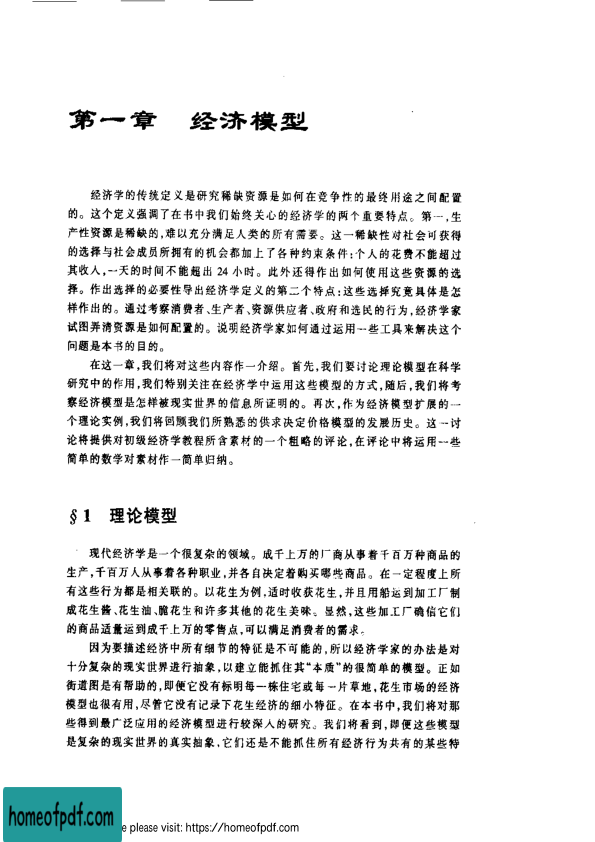 第一章 经济模型
经济学的传统定义是研究稀缺资源是如何在竞争性的最终用途之间配置
的。这个定义强调了在书中我们始终关心的经济学的两个重要特点。第一,生
产性资源是稀缺的,难以充分满足人类的所有需要。这一稀缺性对社会可获得
的选择与社会成员所拥有的机会都加上了各种约束条件:个人的花费不能超过
其收入,一天的时间不能超出 24 小时。此外还得作出如何使用这些资源的选
择。作出选择的必要性导出经济学定义的第二个特点:这些选择究竟具体是怎
样作出的。通过考察消费者、生产者、资源供应者、政府和选民的行为,经济学家
试图弄清资源是如何配置的。说明经济学家如何通过运用一些工具来解决这个
问题是本书的目的。
在这一章,我们将对这些内容作一介绍。首先,我们要讨论理论模型在科学
研究中的作用,我们特别关注在经济学中运用这些模型的方式,随后,我们将考
察经济模型是怎样被现实世界的信息所证明的。再次,作为经济模型扩展的一
个理论实例,我们将回顾我们所熟悉的供求决定价格模型的发展历史。这一讨
论将提供对初级经济学教程所含素材的一个粗略的评论,在评论中将运用一些
简单的数学对素材作一简单归纳。
§1 理论模型
现代经济学是一个很复杂的领域。成千上万的厂商从事着千百万种商品的
生产,千百万人从事着各种职业,并各自决定着购买哪些商品。在一定程度上所
有这些行为都是相关联的。以花生为例,适时收获花生,并且用船运到加工厂制
成花生酱、花生油、脆花生和许多其他的花生美味。显然,这些加工厂确信它们
的商品适量运到成千上万的零售点,可以满足消费者的需求。
因为要描述经济中所有细节的特征是不可能的,所以经济学家的办法是对
十分复杂的现实世界进行抽象,以建立能抓住其“本质”的很简单的模型。正如
街道图是有帮助的,即便它没有标明每一栋住宅或每一片草地,花生市场的经济
模型也很有用,尽管它没有记录下花生经济的细小特征。在本书中,我们将对那
些得到最广泛应用的经济模型进行较深入的研究。我们将看到,即便这些模型
是复杂的现实世界的真实抽象,它们还是不能抓住所有经济行为共有的某些特
homeofpdf.com
e please visit: https://homeofpdf.com